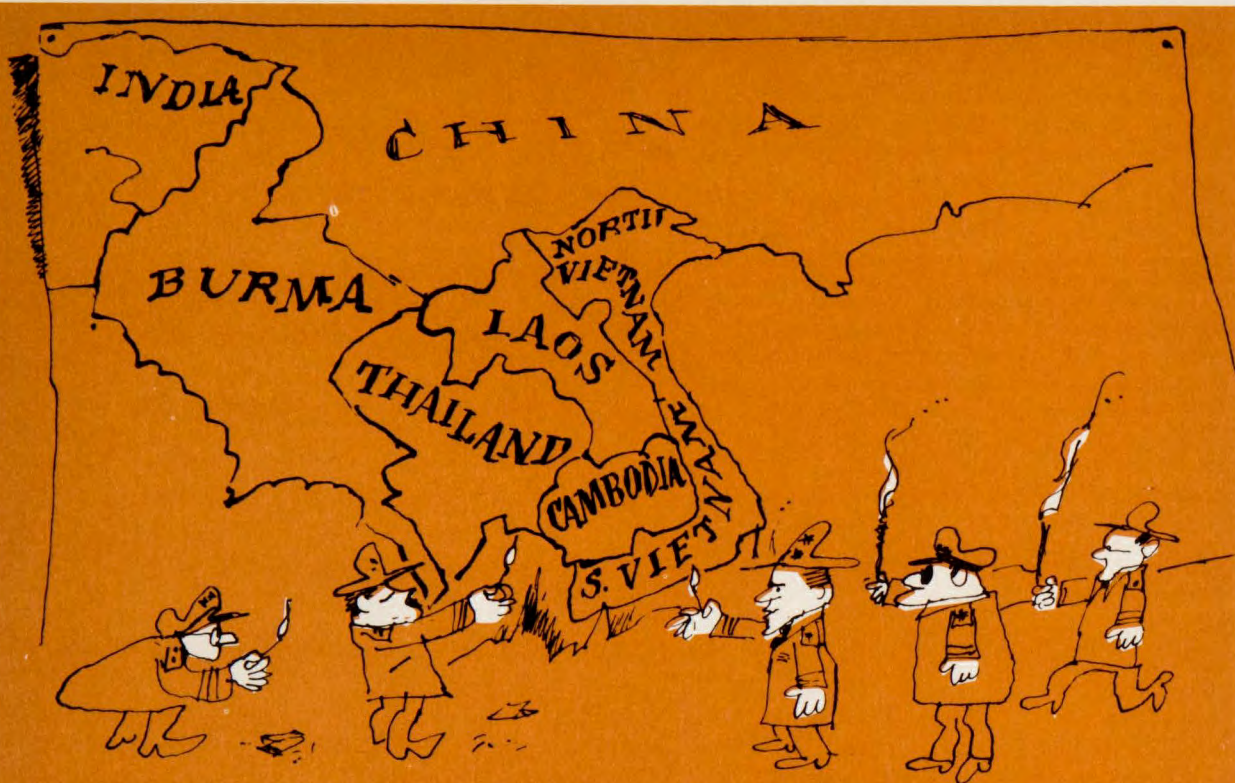 INDIA
CHINA
NORTH
VIETNAM
BURMA
LAOS
THAILAND
CAMBODIA
S. VIETNAM